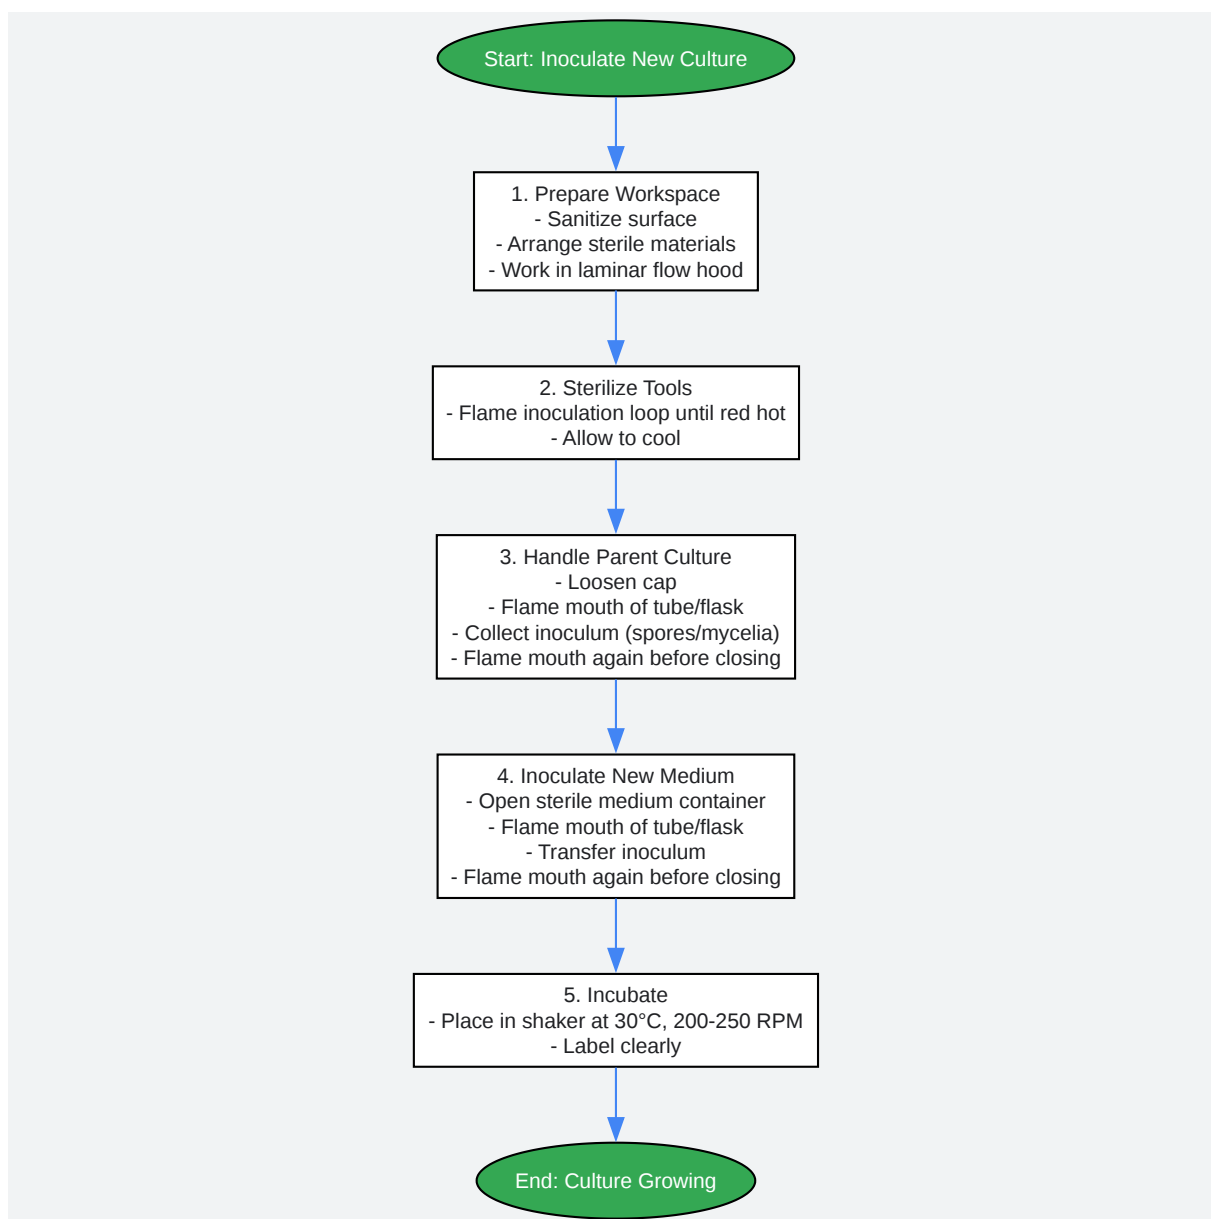 Start: Inoculate New Culture
1. Prepare Workspace
- Sanitize surface
- Arrange sterile materials
- Work in laminar flow hood
2. Sterilize Tools
- Flame inoculation loop until red hot
- Allow to cool
3. Handle Parent Culture
- Loosen cap
- Flame mouth of tube/flask
- Collect inoculum (spores/mycelia)
- Flame mouth again before closing
4. Inoculate New Medium
- Open sterile medium container
- Flame mouth of tube/flask
- Transfer inoculum
- Flame mouth again before closing
5. Incubate
- Place in shaker at 30°C, 200-250 RPM
- Label clearly
End: Culture Growing